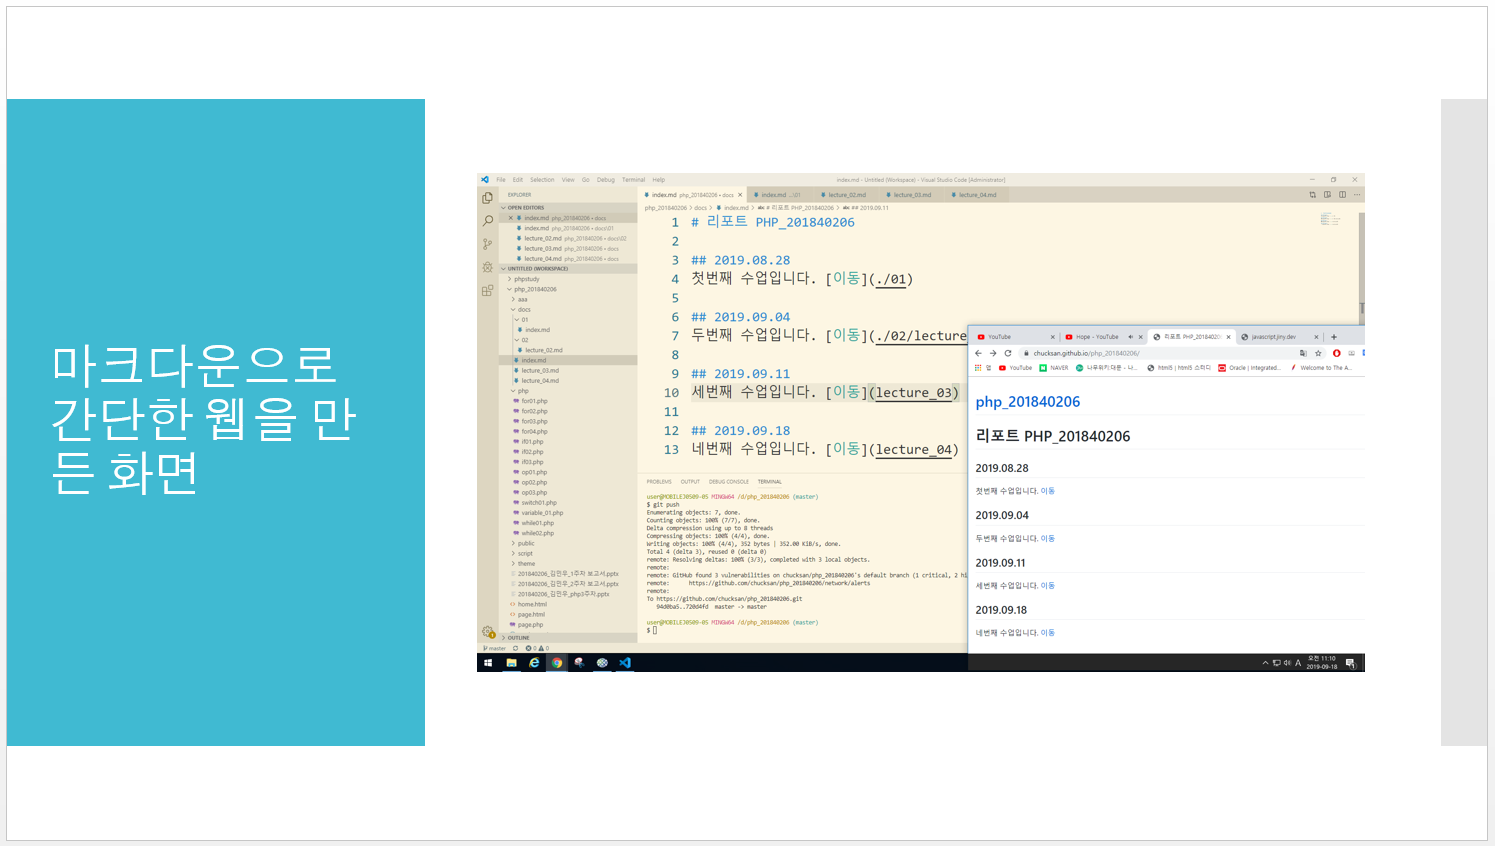 마크다운으로
간단한 웹을 만
든 화면
File Edit Selection View Go Debug Terminal Help
index.md - Untitled (Workspace) - Visual Studio Code [Administrator]
EXPLORER
OPEN EDITORS
index.md php_201840206 • docs
index.md php_201840206 • docs\01
lecture_02.md php_201840206 • docs\02
lecture_03.md php_201840206 • docs
lecture_04.md php_201840206 • docs
UNTITLED (WORKSPACE)
phpstudy
php_201840206
aaa
docs
01
index.md
02
lecture_02.md
index.md
lecture_03.md
lecture_04.md
php
for01.php
for02.php
for03.php
for04.php
if01.php
if02.php
if03.php
op01.php
op02.php
op03.php
switch01.php
variable_01.php
while01.php
while02.php
public
script
theme
201840206_김민우_1주차 보고서.pptx
201840206_김민우_2주차 보고서.pptx
201840206_김민우_php3주차.pptx
home.html
page.html
page.php
OUTLINE
master 0 0
index.md php_201840206 • docs
index.md ...\01
lecture_02.md
lecture_03.md
lecture_04.md
php_201840206 > docs > index.md > # 리포트 PHP_201840206 > ## 2019.09.11
1 # 리포트 PHP_201840206
2
3 ## 2019.08.28
4 첫번째 수업입니다. [이동](./01)
5
6 ## 2019.09.04
7 두번째 수업입니다. [이동](./02/lecture
8
9 ## 2019.09.11
10 세번째 수업입니다. [이동](lecture_03)
11
12 ## 2019.09.18
13 네번째 수업입니다. [이동](lecture_04)
PROBLEMS OUTPUT DEBUG CONSOLE TERMINAL
user@MOBILE30509-05 MINGW64 /d/php_201840206 (master)
$ git push
Enumerating objects: 7, done.
Counting objects: 100% (7/7), done.
Delta compression using up to 8 threads
Compressing objects: 100% (4/4), done.
Writing objects: 100% (4/4), 352 bytes | 352.00 KiB/s, done.
Total 4 (delta 3), reused 0 (delta 0)
remote: Resolving deltas: 100% (3/3), completed with 3 local objects.
remote:
remote: GitHub found 3 vulnerabilities on chucksan/php_201840206's default branch (1 critical, 2 hi
remote: https://github.com/chucksan/php_201840206/network/alerts
remote:
To https://github.com/chucksan/php_201840206.git
94d0ba5..720d4fd master -> master
user@MOBILE30509-05 MINGW64 /d/php_201840206 (master)
$
YouTube
Hope - YouTube
리포트 PHP_20184020
javascript.jiny.dev
chucksan.github.io/php_201840206/
앱 YouTube NAVER 나무위키:대문 - 나... html5 | html5 스터디 Oracle | Integrated... Welcome to The A...
php_201840206
리포트 PHP_201840206
2019.08.28
첫번째 수업입니다. 이동
2019.09.04
두번째 수업입니다. 이동
2019.09.11
세번째 수업입니다. 이동
2019.09.18
네번째 수업입니다. 이동
A 오전 11:10
2019-09-18